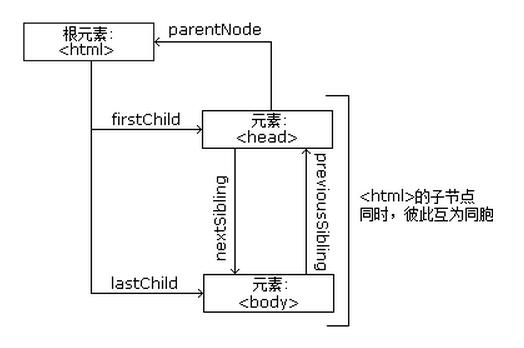 根元素:
<html>
parentNode
firstChild
元素:
<head>
nextSibling
previousSibling
<html>的子节点
同时，彼此互为同胞
lastChild
元素:
<body>